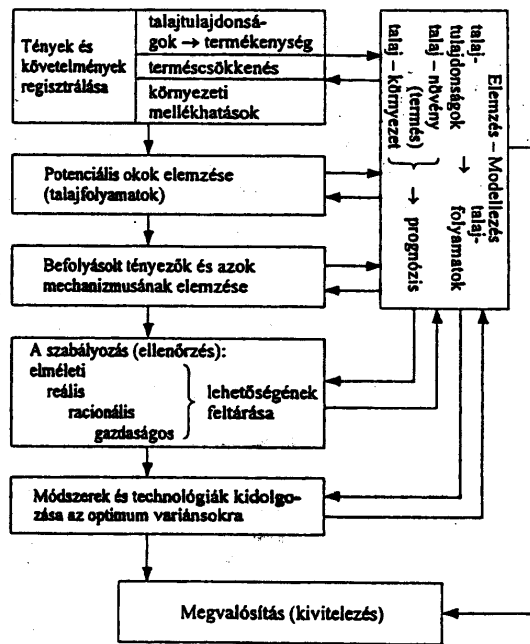 Tények és
követelmények
regisztrálása
talajtulajdonsá-
gok → termékenység
terméscsökkenés
környezeti
mellékhatások
Elemzés – Modellezés
talaj-
tulajdonságok → talaj-
folyamatok
talaj – növény
(termés)
talaj – környezet } → prognózis
Potenciális okok elemzése
(talajfolyamatok)
Befolyásolt tényezők és azok
mechanizmusának elemzése
A szabályozás (ellenőrzés):
elméleti
reális
racionális
gazdaságos
lehetőségének
feltárása
Módszerek és technológiák kidolgo-
zása az optimum variánsokra
Megvalósítás (kivitelezés)